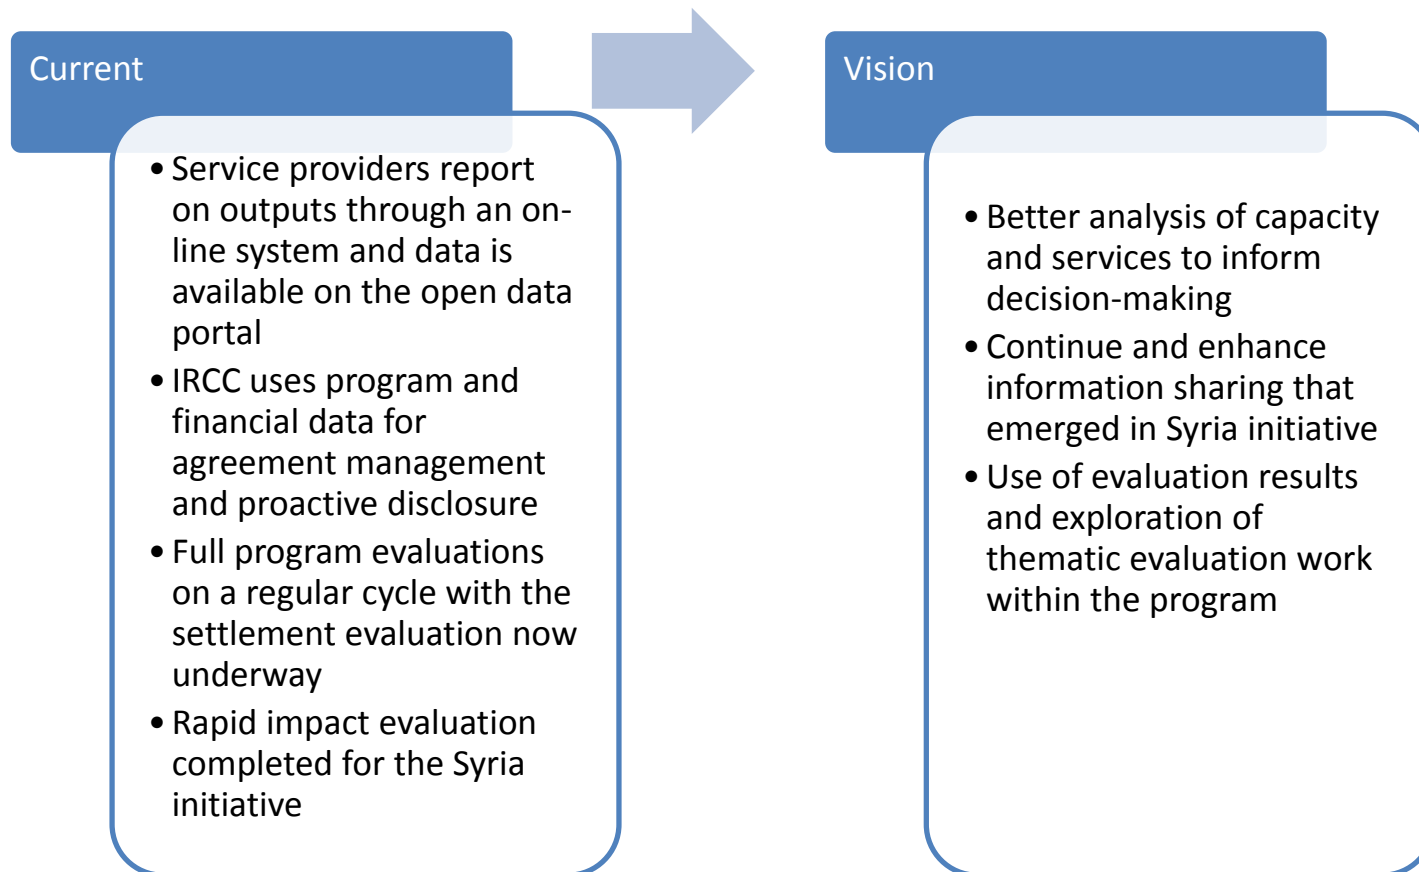 Current
• Service providers report
on outputs through an on-
line system and data is
available on the open data
portal
• IRCC uses program and
financial data for
agreement management
and proactive disclosure
• Full program evaluations
on a regular cycle with the
settlement evaluation now
underway
• Rapid impact evaluation
completed for the Syria
initiative
Vision
• Better analysis of capacity
and services to inform
decision-making
• Continue and enhance
information sharing that
emerged in Syria initiative
• Use of evaluation results
and exploration of
thematic evaluation work
within the program